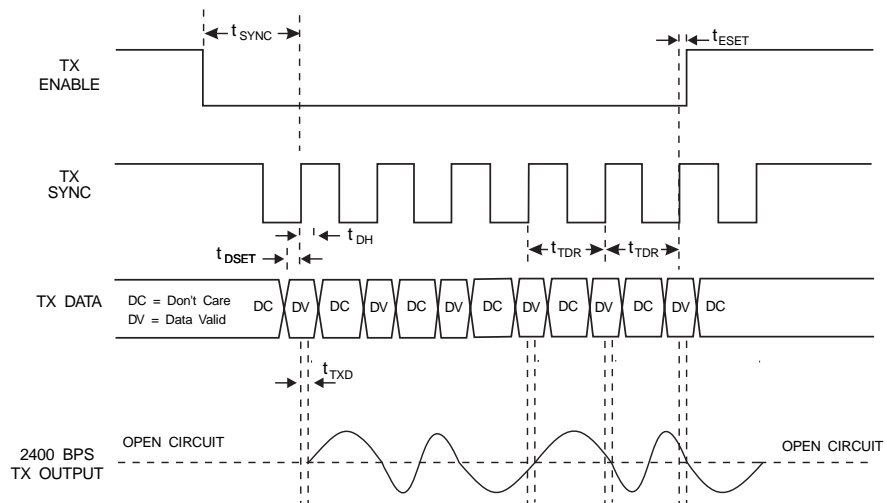 tSYNC
tESET
TX
ENABLE
TX
SYNC
tDH
tDSET
tTDR tTDR
TX DATA
DC = Don't Care
DV = Data Valid
DC DV DC DV DC DV DC DV DC DV DC DV DC
tTXD
2400 BPS
TX OUTPUT
OPEN CIRCUIT
OPEN CIRCUIT